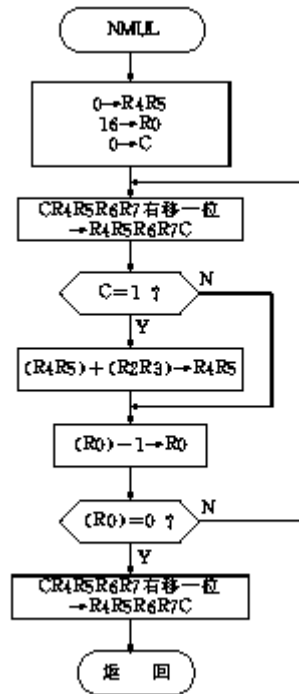 NMUL
0→R4R5
16→R0
0→C
CR4R5R6R7右移一位
→R4R5R6R7C
C=1 ?
N
Y
(R4R5)+(R2R3)→R4R5
(R0)-1→R0
(R0)=0 ?
N
Y
CR4R5R6R7右移一位
→R4R5R6R7C
返 回